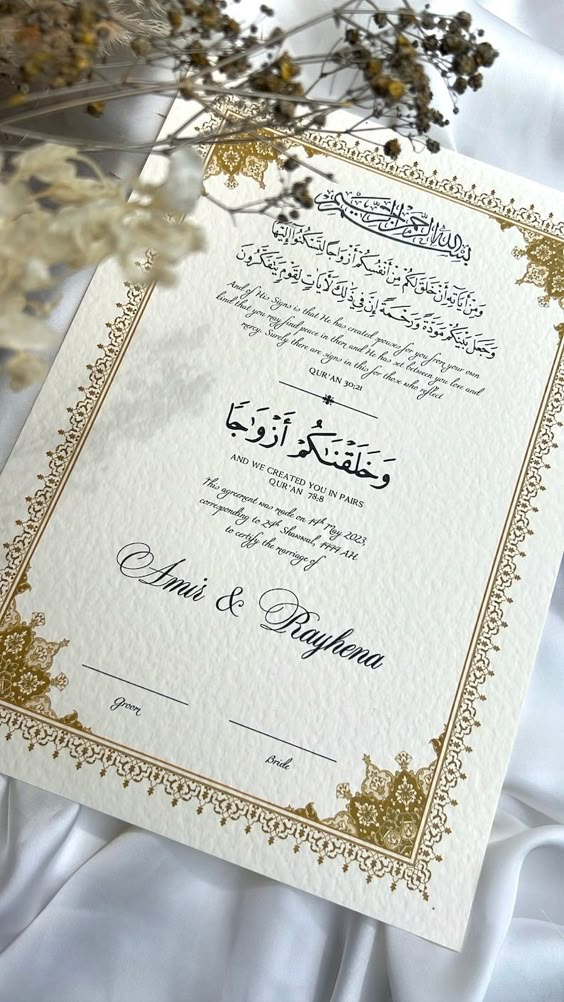 بسم الله الرحمن الرحيم
وَمِنْ آيَاتِهِ أَنْ خَلَقَ لَكُم مِّنْ أَنفُسِكُمْ أَزْوَاجًا لِّتَسْكُنُوا إِلَيْهَا
وَجَعَلَ بَيْنَكُم مَّوَدَّةً وَرَحْمَةً إِنَّ فِي ذَلِكَ لَآيَاتٍ لِّقَوْمٍ يَتَفَكَّرُونَ
And of His Signs is that He has created spouses for you from your own
kind that you may find peace in them and He has set between you love and
mercy. Surely there are signs in this for those who reflect
QUR'AN 30:21
وَخَلَقْنَاكُمْ أَزْوَاجًا
AND WE CREATED YOU IN PAIRS
QUR'AN 78:8
This agreement was made on 14th May 2023,
corresponding to 24th Shawwal, 1444 AH.
to certify the marriage of
Amir & Rayhena
Groom
Bride